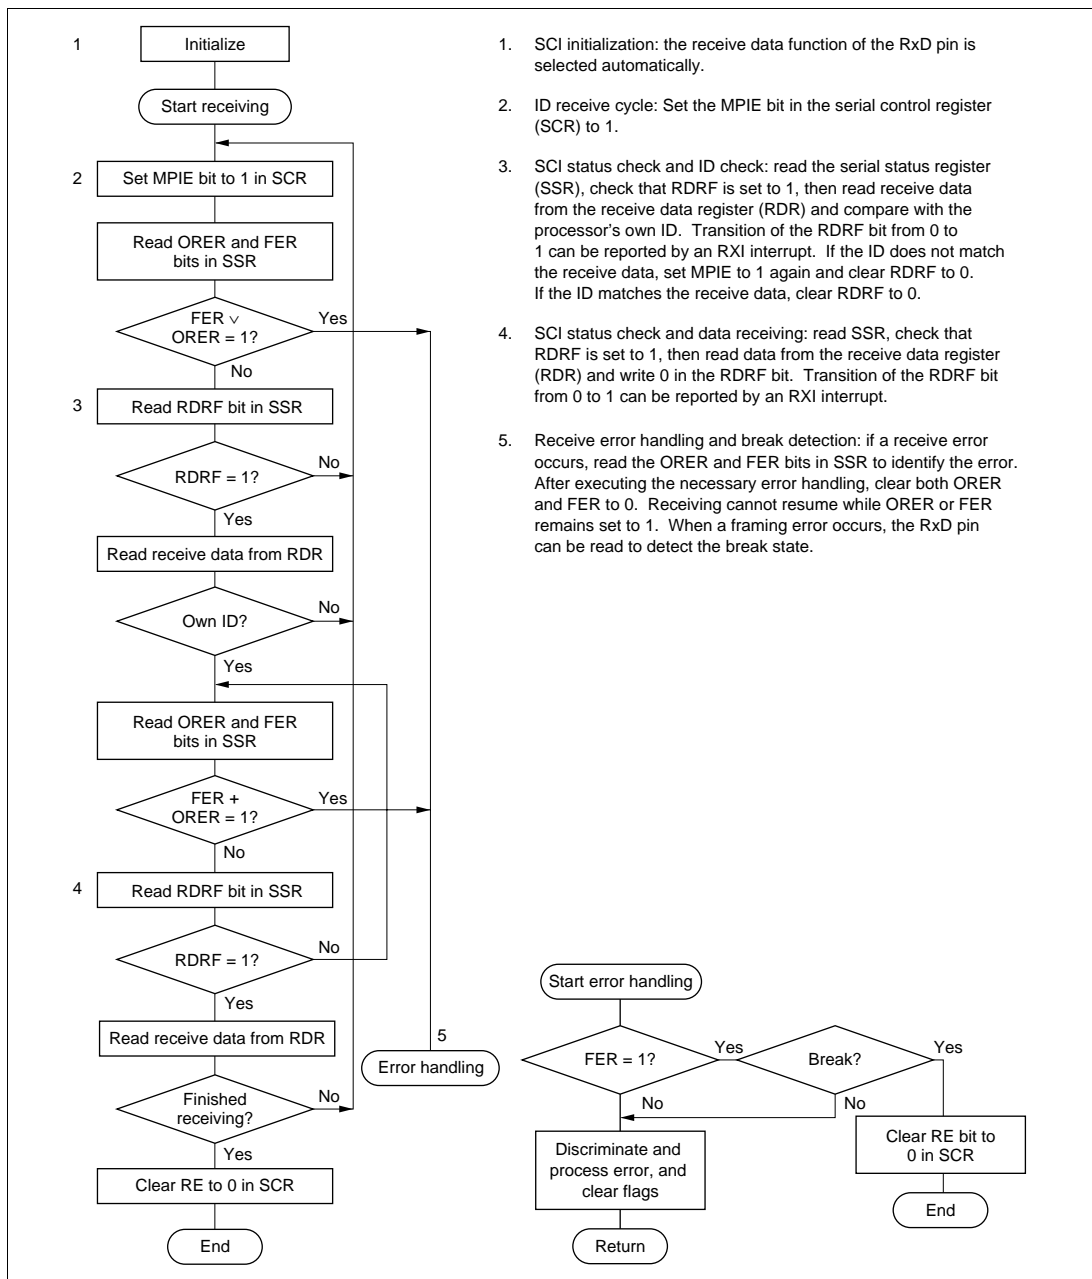 1
Initialize
Start receiving
2
Set MPIE bit to 1 in SCR
Read ORER and FER
bits in SSR
FER ∨
ORER = 1?
Yes
No
3
Read RDRF bit in SSR
RDRF = 1?
No
Yes
Read receive data from RDR
Own ID?
No
Yes
Read ORER and FER
bits in SSR
FER +
ORER = 1?
Yes
No
4
Read RDRF bit in SSR
RDRF = 1?
No
Yes
Read receive data from RDR
Finished
receiving?
No
Yes
Clear RE to 0 in SCR
End
5
Error handling
1. SCI initialization: the receive data function of the RxD pin is
selected automatically.
2. ID receive cycle: Set the MPIE bit in the serial control register
(SCR) to 1.
3. SCI status check and ID check: read the serial status register
(SSR), check that RDRF is set to 1, then read receive data
from the receive data register (RDR) and compare with the
processor's own ID. Transition of the RDRF bit from 0 to
1 can be reported by an RXI interrupt. If the ID does not match
the receive data, set MPIE to 1 again and clear RDRF to 0.
If the ID matches the receive data, clear RDRF to 0.
4. SCI status check and data receiving: read SSR, check that
RDRF is set to 1, then read data from the receive data register
(RDR) and write 0 in the RDRF bit. Transition of the RDRF bit
from 0 to 1 can be reported by an RXI interrupt.
5. Receive error handling and break detection: if a receive error
occurs, read the ORER and FER bits in SSR to identify the error.
After executing the necessary error handling, clear both ORER
and FER to 0. Receiving cannot resume while ORER or FER
remains set to 1. When a framing error occurs, the RxD pin
can be read to detect the break state.
Start error handling
FER = 1?
Yes
No
Break?
Yes
No
Discriminate and
process error, and
clear flags
Return
Clear RE bit to
0 in SCR
End